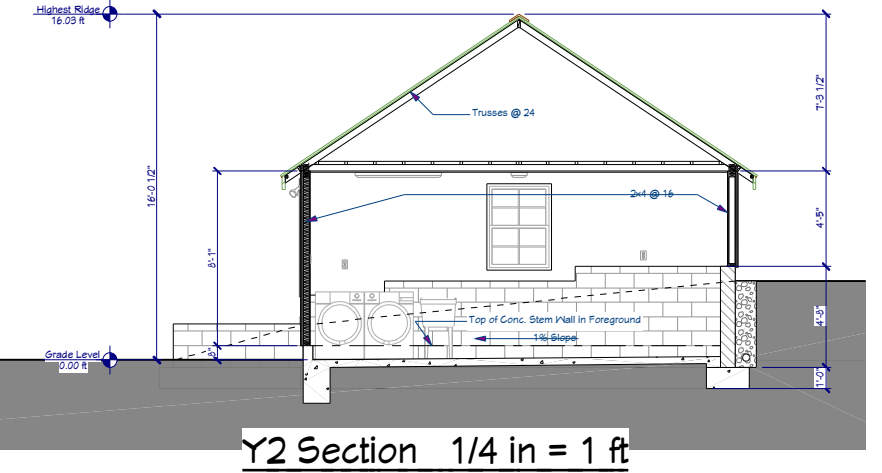 Highest Ridge
16.03 ft
7'-3 1/2"
Trusses @ 24
16'-0 1/2"
2x4 @ 16
4'-5"
8'-1"
4'-8"
Top of Conc. Stem Wall in Foreground
1% Slope
Grade Level
0.00 ft
8"
1'-0"
Y2 Section 1/4 in = 1 ft